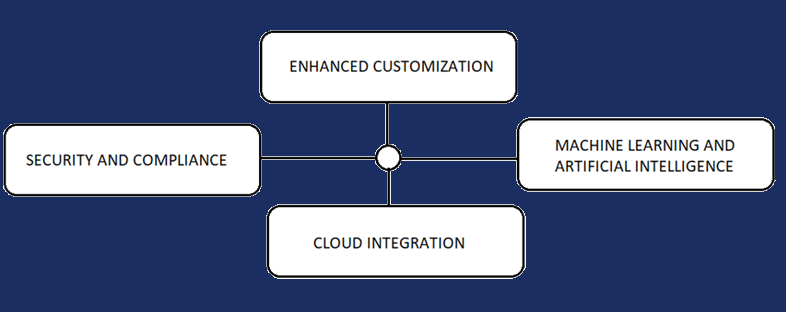 ENHANCED CUSTOMIZATION
SECURITY AND COMPLIANCE
MACHINE LEARNING AND
ARTIFICIAL INTELLIGENCE
CLOUD INTEGRATION